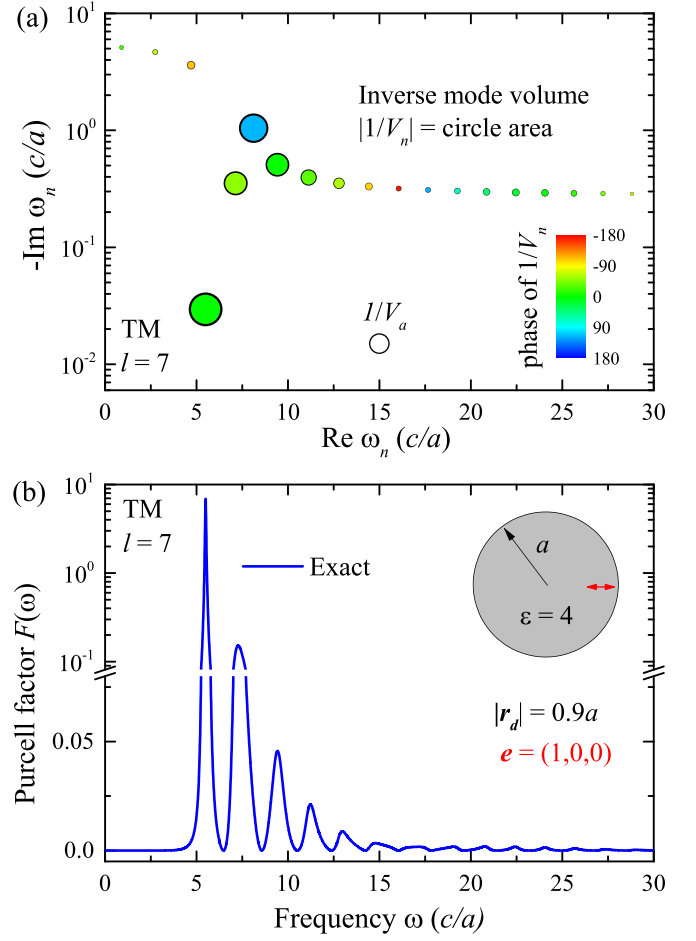 (a)
10^1
10^0
10^-1
10^-2
-Im ω_n (c/a)
Inverse mode volume
|1/V_n| = circle area
phase of 1/V_n
-180
-90
0
90
180
1/V_a
TM
l = 7
0 5 10 15 20 25 30
Re ω_n (c/a)
(b)
10^1
10^0
10^-1
0.05
0.0
Purcell factor F(ω)
TM
l = 7
Exact
a
ε = 4
|r_d| = 0.9a
e = (1,0,0)
0 5 10 15 20 25 30
Frequency ω (c/a)